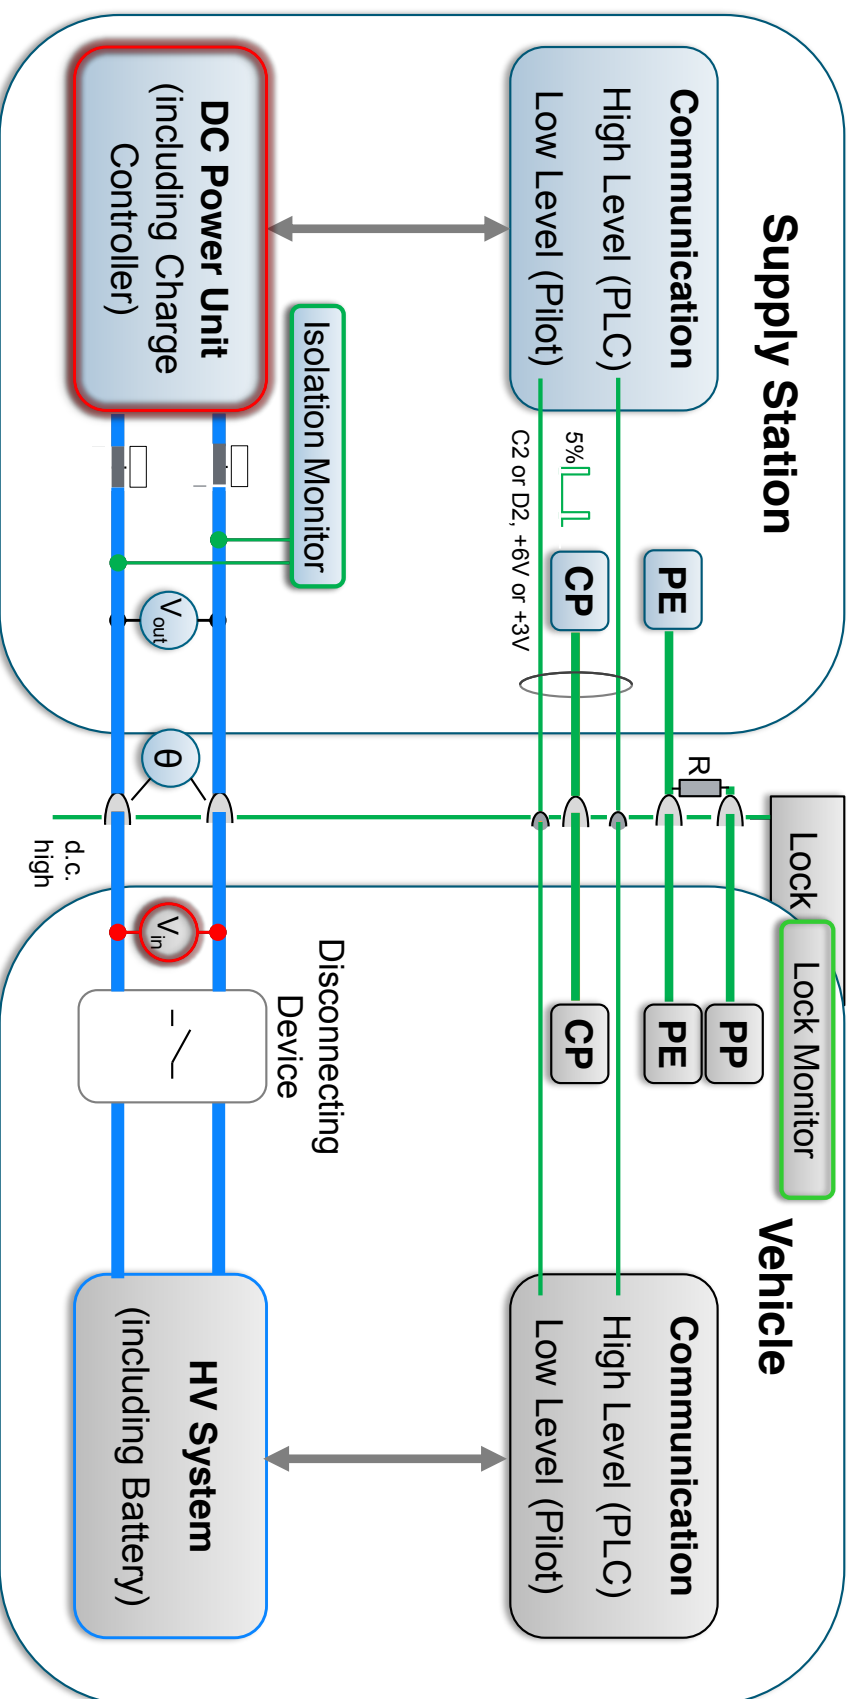 Supply Station
Vehicle
Lock
Lock Monitor
Communication
High Level (PLC)
Low Level (Pilot)
PE
R
PP
PE
CP
CP
5%
C2 or D2, +6V or +3V
Communication
High Level (PLC)
Low Level (Pilot)
Isolation Monitor
Disconnecting
Device
DC Power Unit
(including Charge
Controller)
Vout
θ
Vin
d.c.
high
HV System
(including Battery)